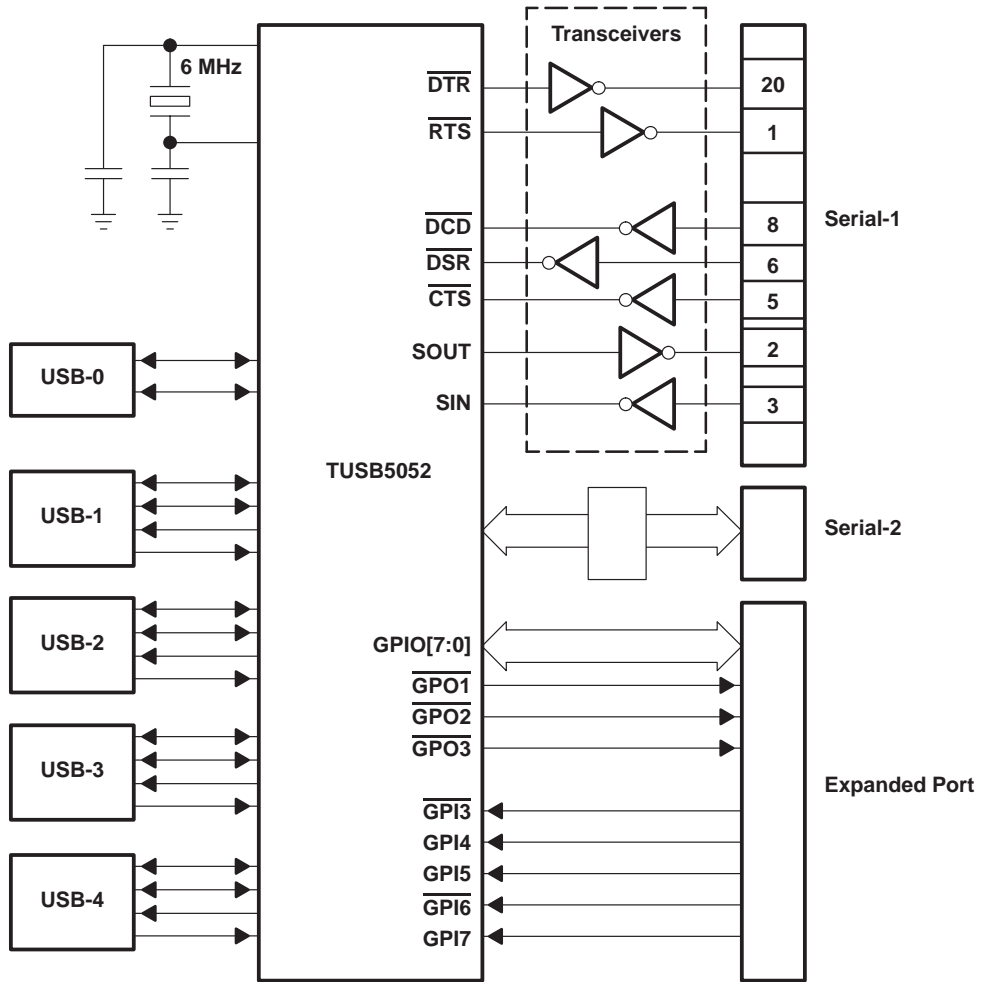 Transceivers
6 MHz
DTR
20
RTS
1
DCD
8
Serial-1
DSR
6
CTS
5
SOUT
2
USB-0
SIN
3
TUSB5052
USB-1
Serial-2
USB-2
GPIO[7:0]
GPO1
GPO2
GPO3
USB-3
Expanded Port
GPI3
GPI4
GPI5
USB-4
GPI6
GPI7